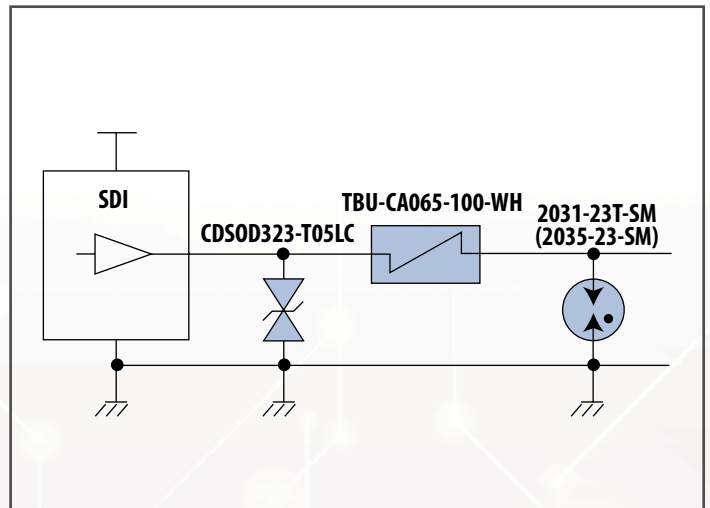 SDI
CDSOD323-T05LC
TBU-CA065-100-WH
2031-23T-SM
(2035-23-SM)